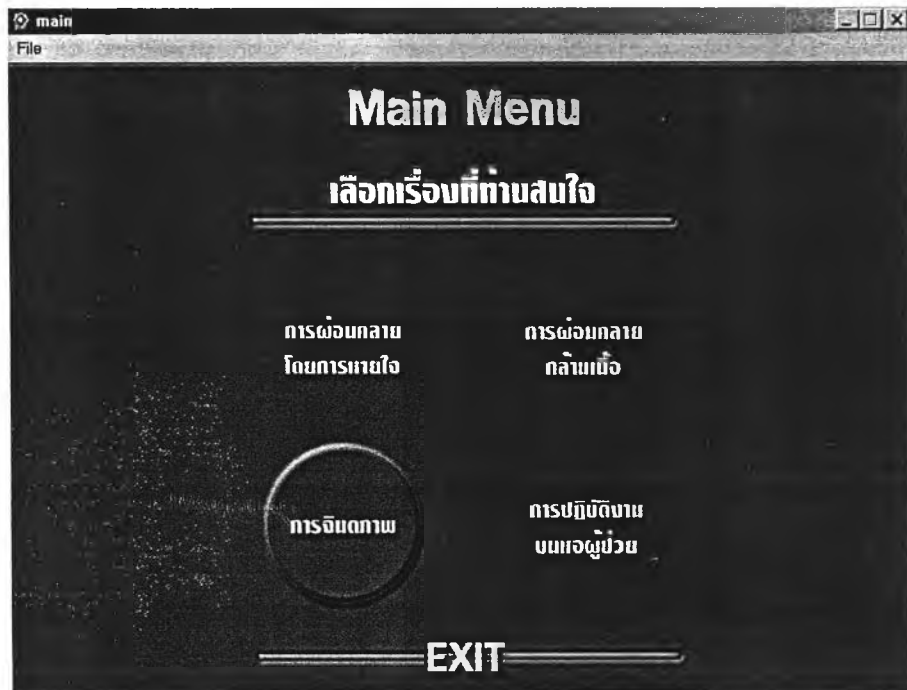 main
File
Main Menu
เลือกเรื่องที่ท่านสนใจ
การผ่อนคลาย
โดยการหายใจ
การผ่อมคลาย
กล้ามเนื้อ
การจินตภาพ
การปฏิบัติงาน
บนหอผู้ป่วย
EXIT